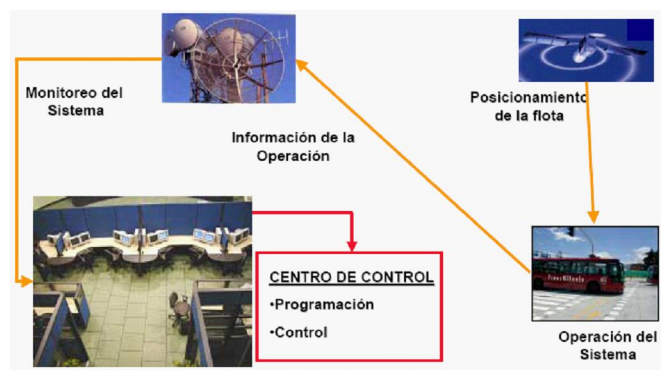 Monitoreo del
Sistema
Posicionamiento
de la flota
Información de la
Operación
CENTRO DE CONTROL
•Programación
•Control
TransMilenio
Operación del
Sistema